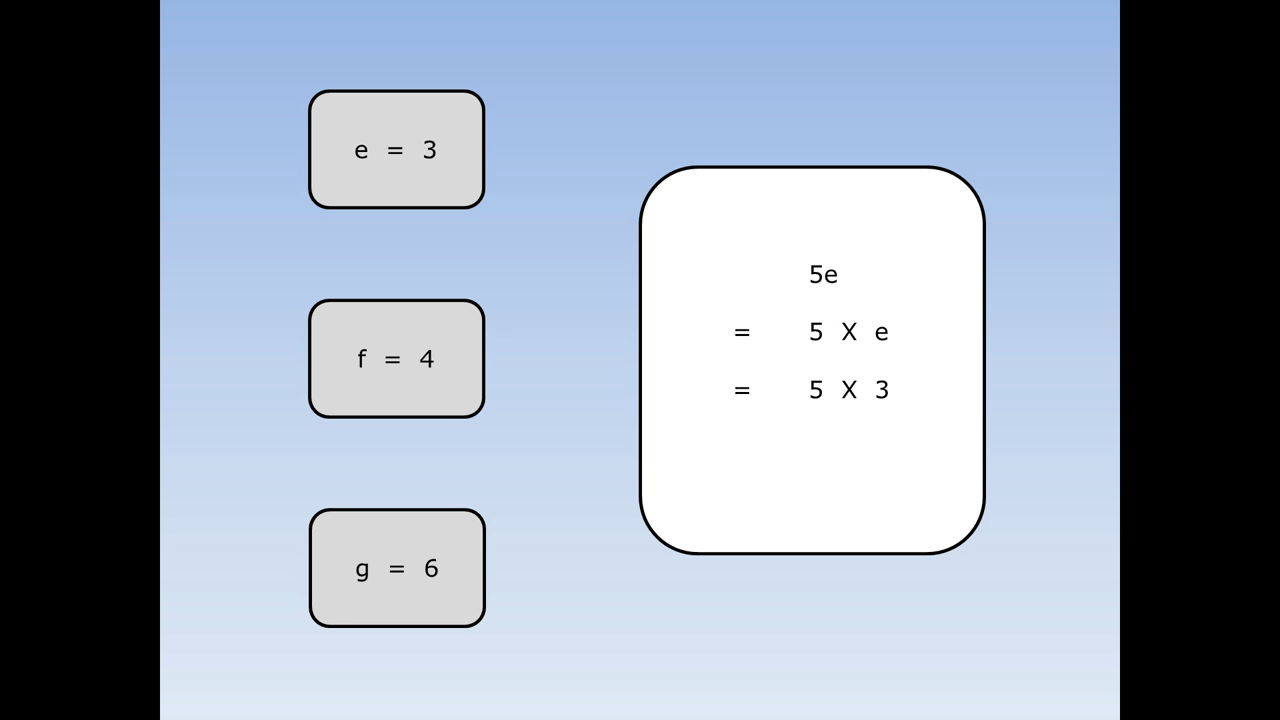 e = 3
f = 4
g = 6
5e
= 5 X e
= 5 X 3